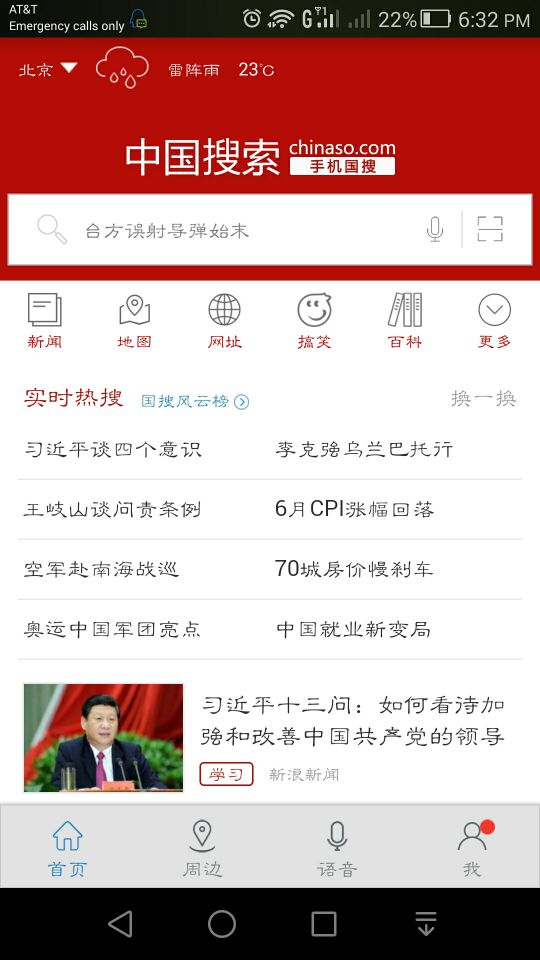 AT&T
Emergency calls only
G
22%
6:32 PM
北京
雷阵雨
23℃
中国搜索
chinaso.com
手机国搜
台方误射导弹始末
新闻
地图
网址
搞笑
百科
更多
实时热搜
国搜风云榜
换一换
习近平谈四个意识
李克强乌兰巴托行
王岐山谈问责条例
6月CPI涨幅回落
空军赴南海战巡
70城房价慢刹车
奥运中国军团亮点
中国就业新变局
习近平十三问：如何看待加
强和改善中国共产党的领导
学习
新浪新闻
首页
周边
语音
我